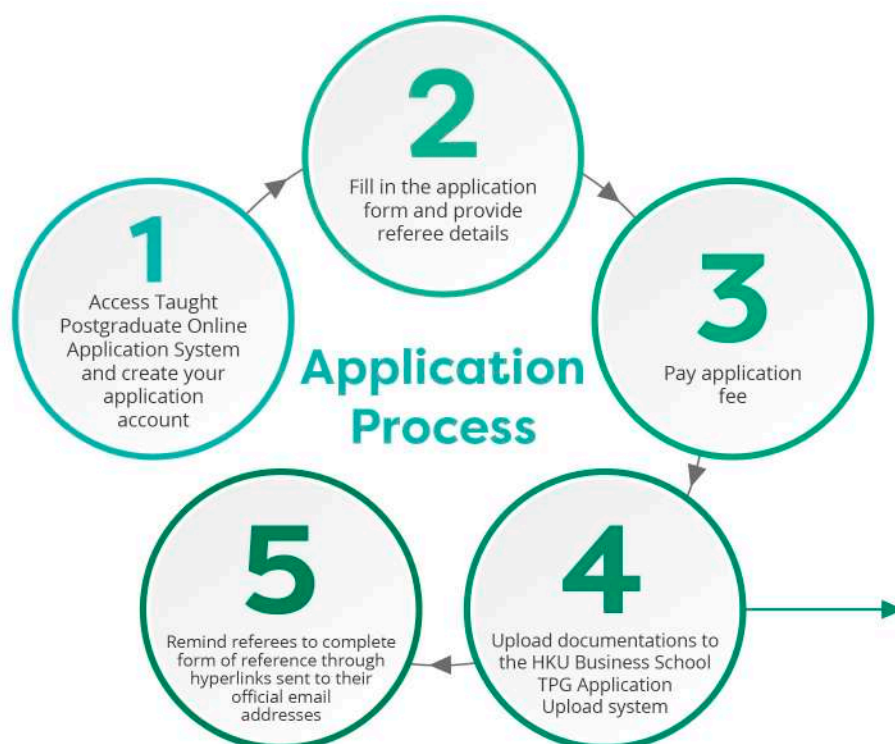 Application
Process
1
Access Taught
Postgraduate Online
Application System
and create your
application
account
2
Fill in the application
form and provide
referee details
3
Pay application
fee
4
Upload documentations to
the HKU Business School
TPG Application
Upload system
5
Remind referees to complete
form of reference through
hyperlinks sent to their
official email
addresses